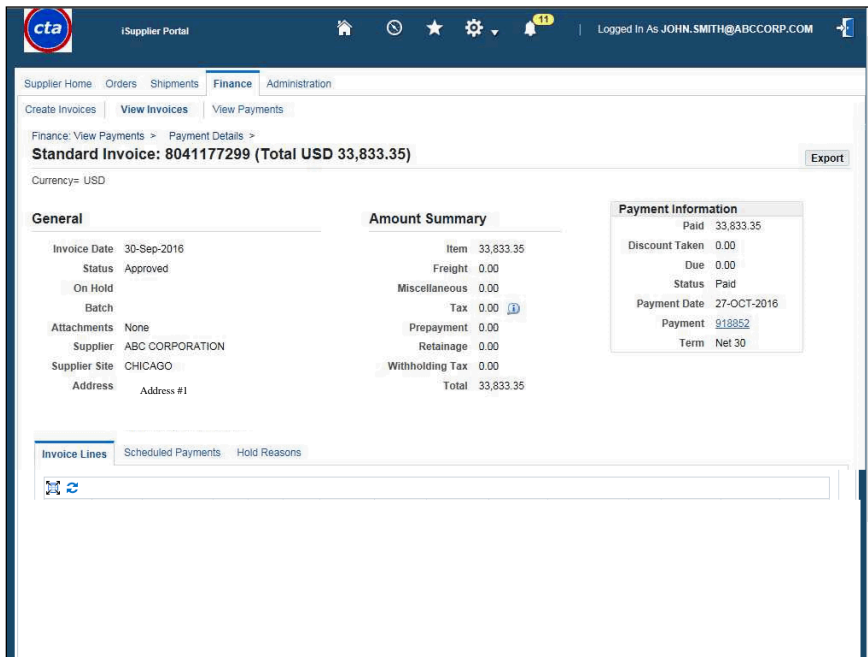 cta
iSupplier Portal
11
| Logged In As JOHN.SMITH@ABCCORP.COM
Supplier Home Orders Shipments Finance Administration
Create Invoices | View Invoices | View Payments
Finance: View Payments > Payment Details >
Standard Invoice: 8041177299 (Total USD 33,833.35)
Export
Currency= USD
General
Invoice Date 30-Sep-2016
Status Approved
On Hold
Batch
Attachments None
Supplier ABC CORPORATION
Supplier Site CHICAGO
Address Address #1
Amount Summary
Item 33,833.35
Freight 0.00
Miscellaneous 0.00
Tax 0.00
Prepayment 0.00
Retainage 0.00
Withholding Tax 0.00
Total 33,833.35
Payment Information
Paid 33,833.35
Discount Taken 0.00
Due 0.00
Status Paid
Payment Date 27-OCT-2016
Payment 918852
Term Net 30
Invoice Lines Scheduled Payments Hold Reasons